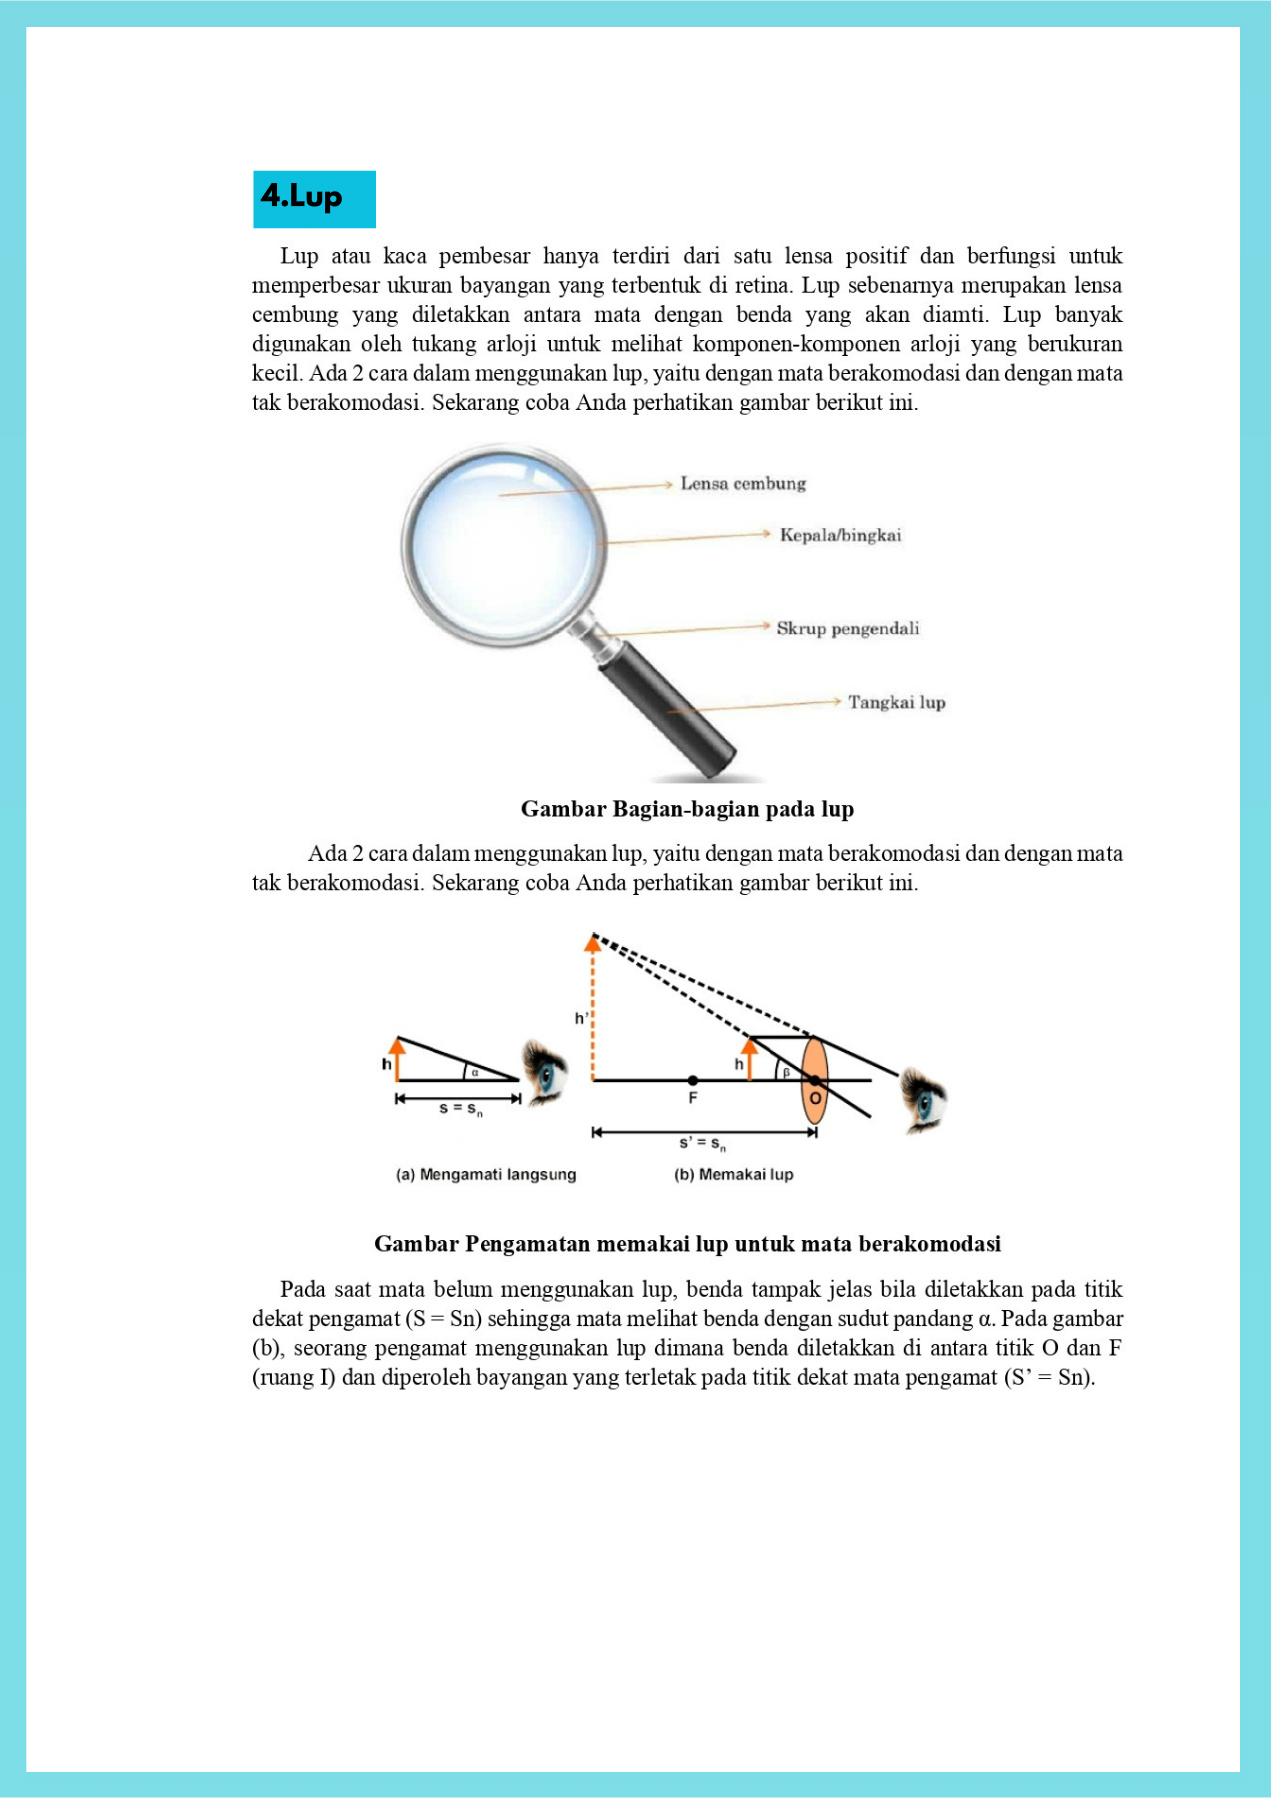 4.Lup
Lup atau kaca pembesar hanya terdiri dari satu lensa positif dan berfungsi untuk
memperbesar ukuran bayangan yang terbentuk di retina. Lup sebenarnya merupakan lensa
cembung yang diletakkan antara mata dengan benda yang akan diamti. Lup banyak
digunakan oleh tukang arloji untuk melihat komponen-komponen arloji yang berukuran
kecil. Ada 2 cara dalam menggunakan lup, yaitu dengan mata berakomodasi dan dengan mata
tak berakomodasi. Sekarang coba Anda perhatikan gambar berikut ini.
Lensa cembung
Kepala/bingkai
Skrup pengendali
Tangkai lup
Gambar Bagian-bagian pada lup
Ada 2 cara dalam menggunakan lup, yaitu dengan mata berakomodasi dan dengan mata
tak berakomodasi. Sekarang coba Anda perhatikan gambar berikut ini.
h
α
s = sn
(a) Mengamati langsung
h'
h
β
F
O
s' = sn
(b) Memakai lup
Gambar Pengamatan memakai lup untuk mata berakomodasi
Pada saat mata belum menggunakan lup, benda tampak jelas bila diletakkan pada titik
dekat pengamat (S = Sn) sehingga mata melihat benda dengan sudut pandang α. Pada gambar
(b), seorang pengamat menggunakan lup dimana benda diletakkan di antara titik O dan F
(ruang I) dan diperoleh bayangan yang terletak pada titik dekat mata pengamat (S’ = Sn).